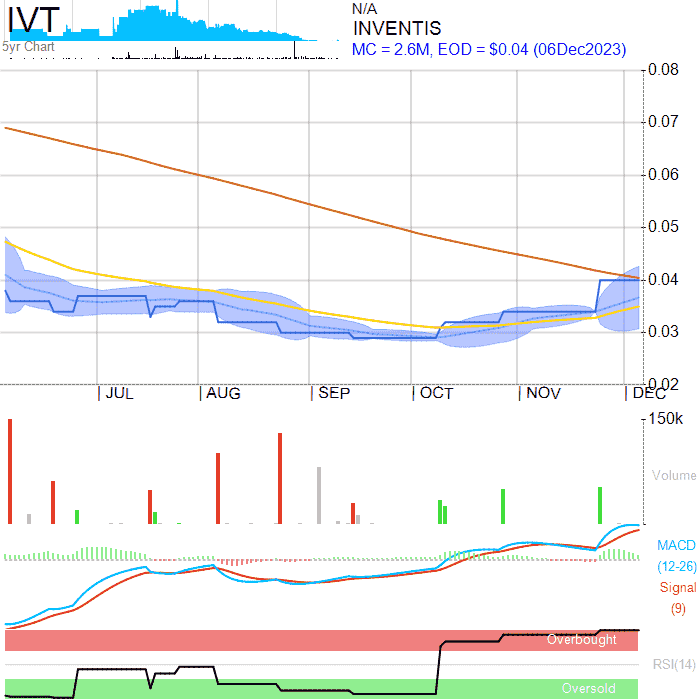 IVT
5yr Chart
N/A
INVENTIS
MC = 2.6M, EOD = $0.04 (06Dec2023)
0.08
0.07
0.06
0.05
0.04
0.03
0.02
JUL AUG SEP OCT NOV DEC
150k
Volume
MACD
(12-26)
Signal
(9)
Overbought
RSI(14)
Oversold